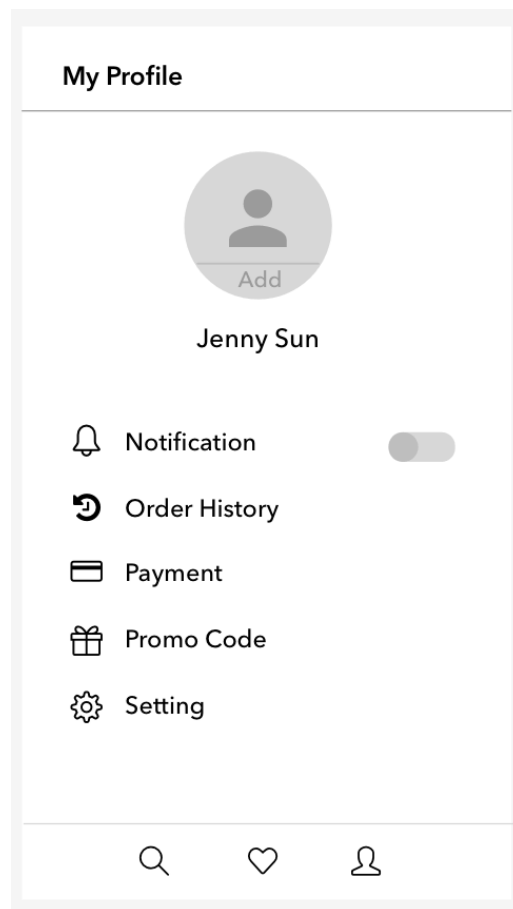 My Profile
Add
Jenny Sun
Notification
Order History
Payment
Promo Code
Setting